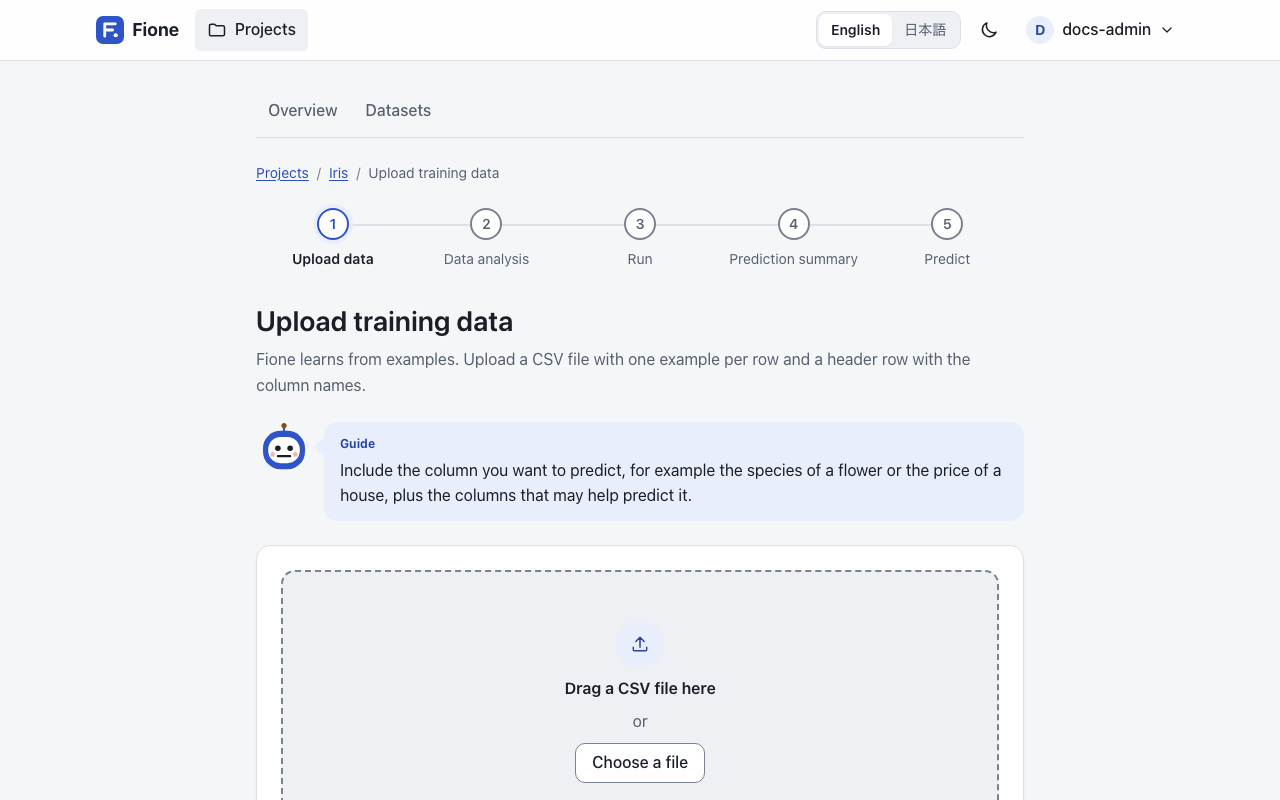 F. Fione
Projects
English
日本語
D docs-admin
Overview
Datasets
Projects / Iris / Upload training data
1
2
3
4
5
Upload data
Data analysis
Run
Prediction summary
Predict
Upload training data
Fione learns from examples. Upload a CSV file with one example per row and a header row with the
column names.
Guide
Include the column you want to predict, for example the species of a flower or the price of a
house, plus the columns that may help predict it.
Drag a CSV file here
or
Choose a file